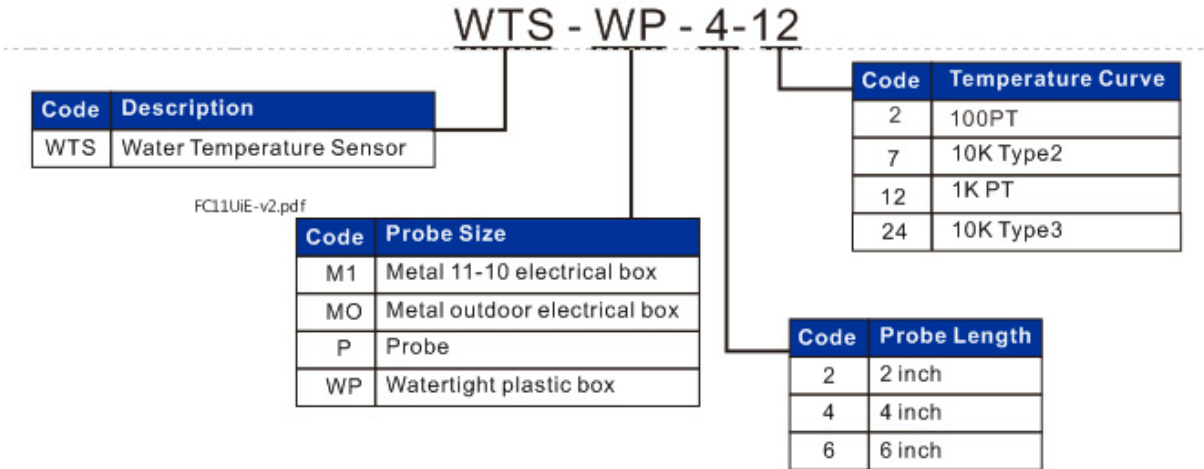 WTS - WP - 4-12
Code Description
WTS Water Temperature Sensor
FC11UiE-v2.pdf
Code Probe Size
M1 Metal 11-10 electrical box
MO Metal outdoor electrical box
P Probe
WP Watertight plastic box
Code Temperature Curve
2 100PT
7 10K Type2
12 1K PT
24 10K Type3
Code Probe Length
2 2 inch
4 4 inch
6 6 inch